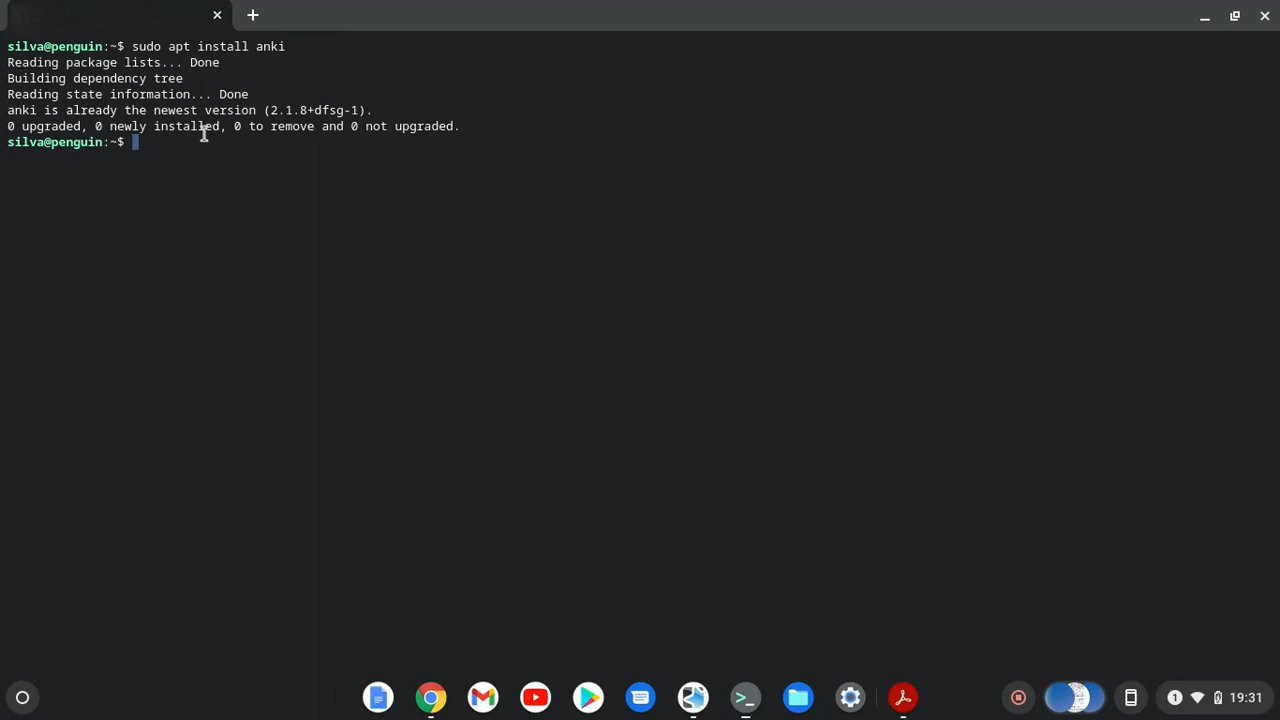 silva@penguin:~$ sudo apt install anki
Reading package lists... Done
Building dependency tree
Reading state information... Done
anki is already the newest version (2.1.8+dfsg-1).
0 upgraded, 0 newly installed, 0 to remove and 0 not upgraded.
silva@penguin:~$
1 19:31